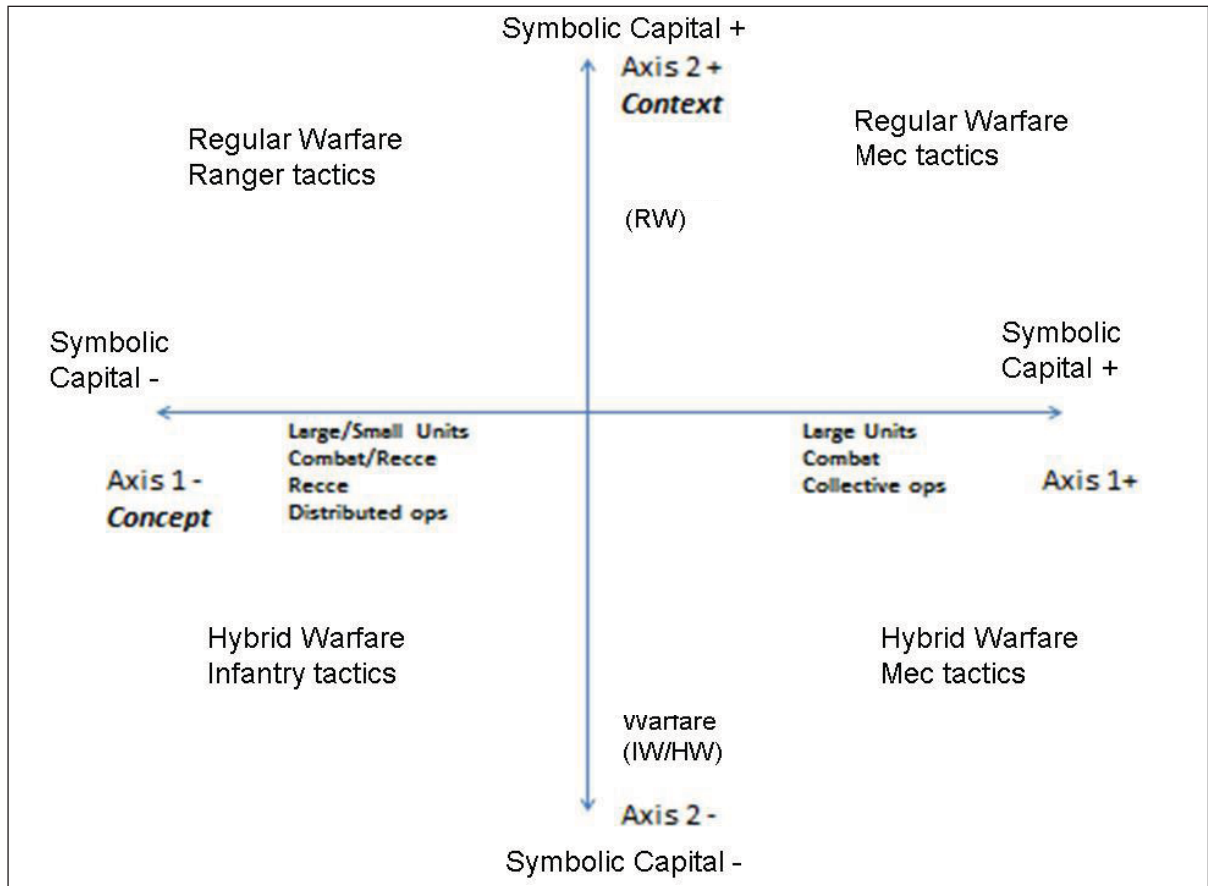 Symbolic Capital +
Axis 2 +
Context
Regular Warfare
Ranger tactics
Regular Warfare
Mec tactics
(RW)
Symbolic
Capital -
Symbolic
Capital +
Large/Small Units
Combat/Recce
Recce
Distributed ops
Large Units
Combat
Collective ops
Axis 1 -
Concept
Axis 1+
Hybrid Warfare
Infantry tactics
Hybrid Warfare
Mec tactics
Warfare
(IW/HW)
Axis 2 -
Symbolic Capital -